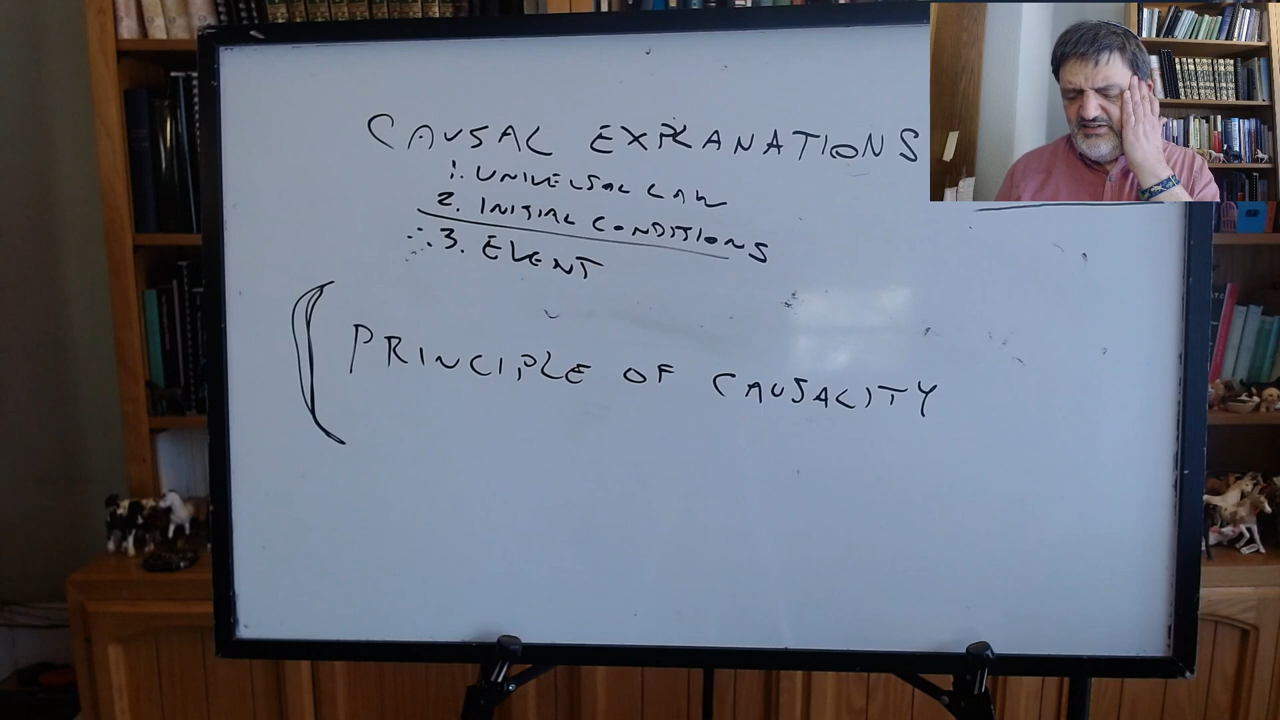 CAUSAL EXPLANATIONS
1. UNIVERSAL LAW
2. INITIAL CONDITIONS
∴ 3. EVENT
PRINCIPLE OF CAUSALITY